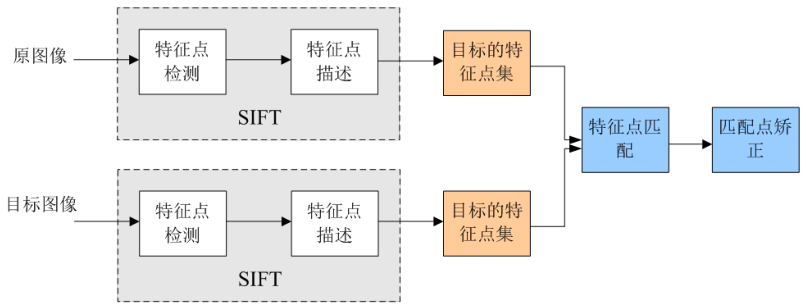 原图像
特征点
检测
特征点
描述
SIFT
目标的特
征点集
目标图像
特征点
检测
特征点
描述
SIFT
目标的特
征点集
特征点匹
配
匹配点矫
正